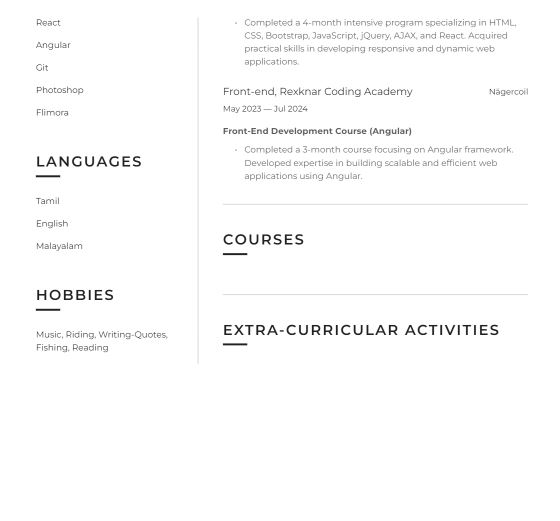 React
Angular
Git
Photoshop
Flimora
LANGUAGES
Tamil
English
Malayalam
HOBBIES
Music, Riding, Writing-Quotes,
Fishing, Reading
◦ Completed a 4-month intensive program specializing in HTML,
CSS, Bootstrap, JavaScript, jQuery, AJAX, and React. Acquired
practical skills in developing responsive and dynamic web
applications.
Front-end, Rexknar Coding Academy Nágercoil
May 2023 — Jul 2024
Front-End Development Course (Angular)
◦ Completed a 3-month course focusing on Angular framework.
Developed expertise in building scalable and efficient web
applications using Angular.
COURSES
EXTRA-CURRICULAR ACTIVITIES